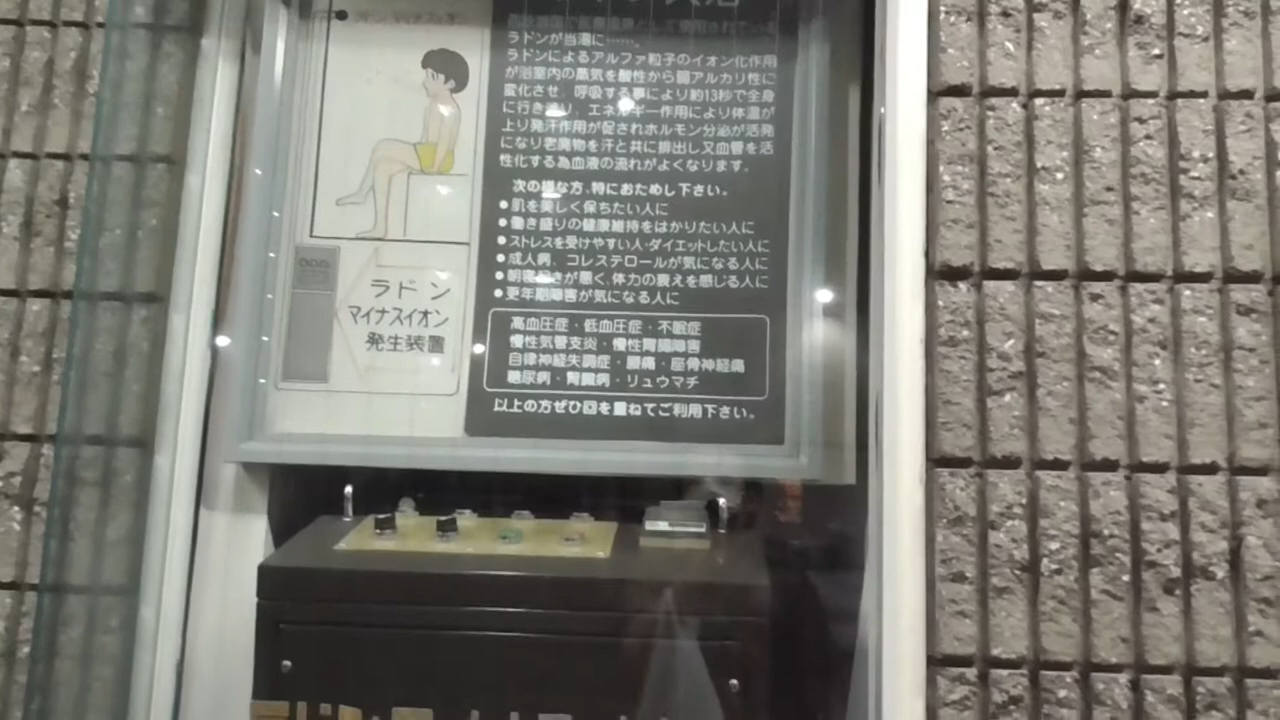 ラドンが当湯に……。
ラドンによるアルファ粒子のイオン化作用
が浴室内の蒸気を酸性から弱アルカリ性に
変化させ、呼吸する事により約13秒で全身
に行き渡り、エネルギー作用により体温が
上り発汗作用が促されホルモン分泌が活発
になり老廃物を汗と共に排出し又血管を活
性化する為血液の流れがよくなります。
次の様な方、特におためし下さい。
●肌を美しく保ちたい人に
●働き盛りの健康維持をはかりたい人に
●ストレスを受けやすい人・ダイエットしたい人に
●成人病、コレステロールが気になる人に
●朝寝起きが悪く、体力の衰えを感じる人に
●更年期障害が気になる人に
高血圧症・低血圧症・不眠症
慢性気管支炎・慢性胃腸障害
自律神経失調症・腰痛・座骨神経痛
糖尿病・腎臓病・リュウマチ
以上の方ぜひ回を重ねてご利用下さい。
ラドン
マイナスイオン
発生装置